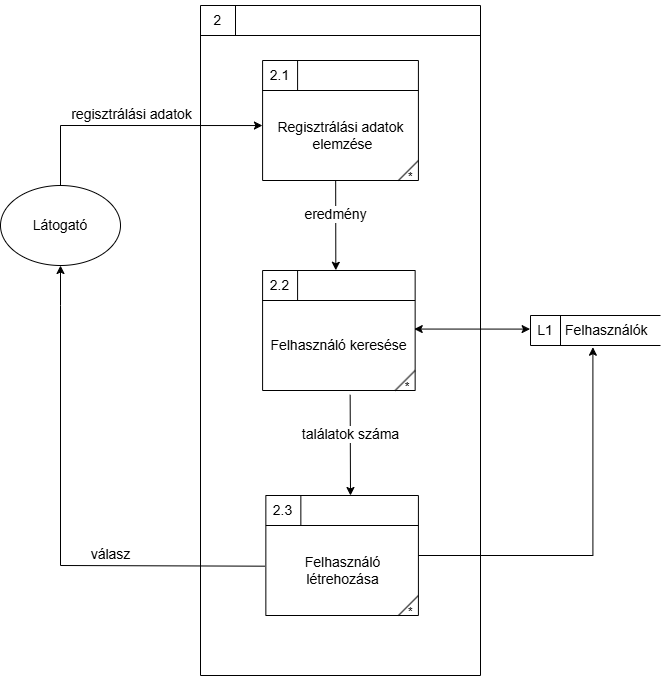 2
2.1
regisztrálási adatok
Regisztrálási adatok
elemzése
*
Látogató
eredmény
2.2
L1
Felhasználók
Felhasználó keresése
*
találatok száma
2.3
válasz
Felhasználó
létrehozása
*